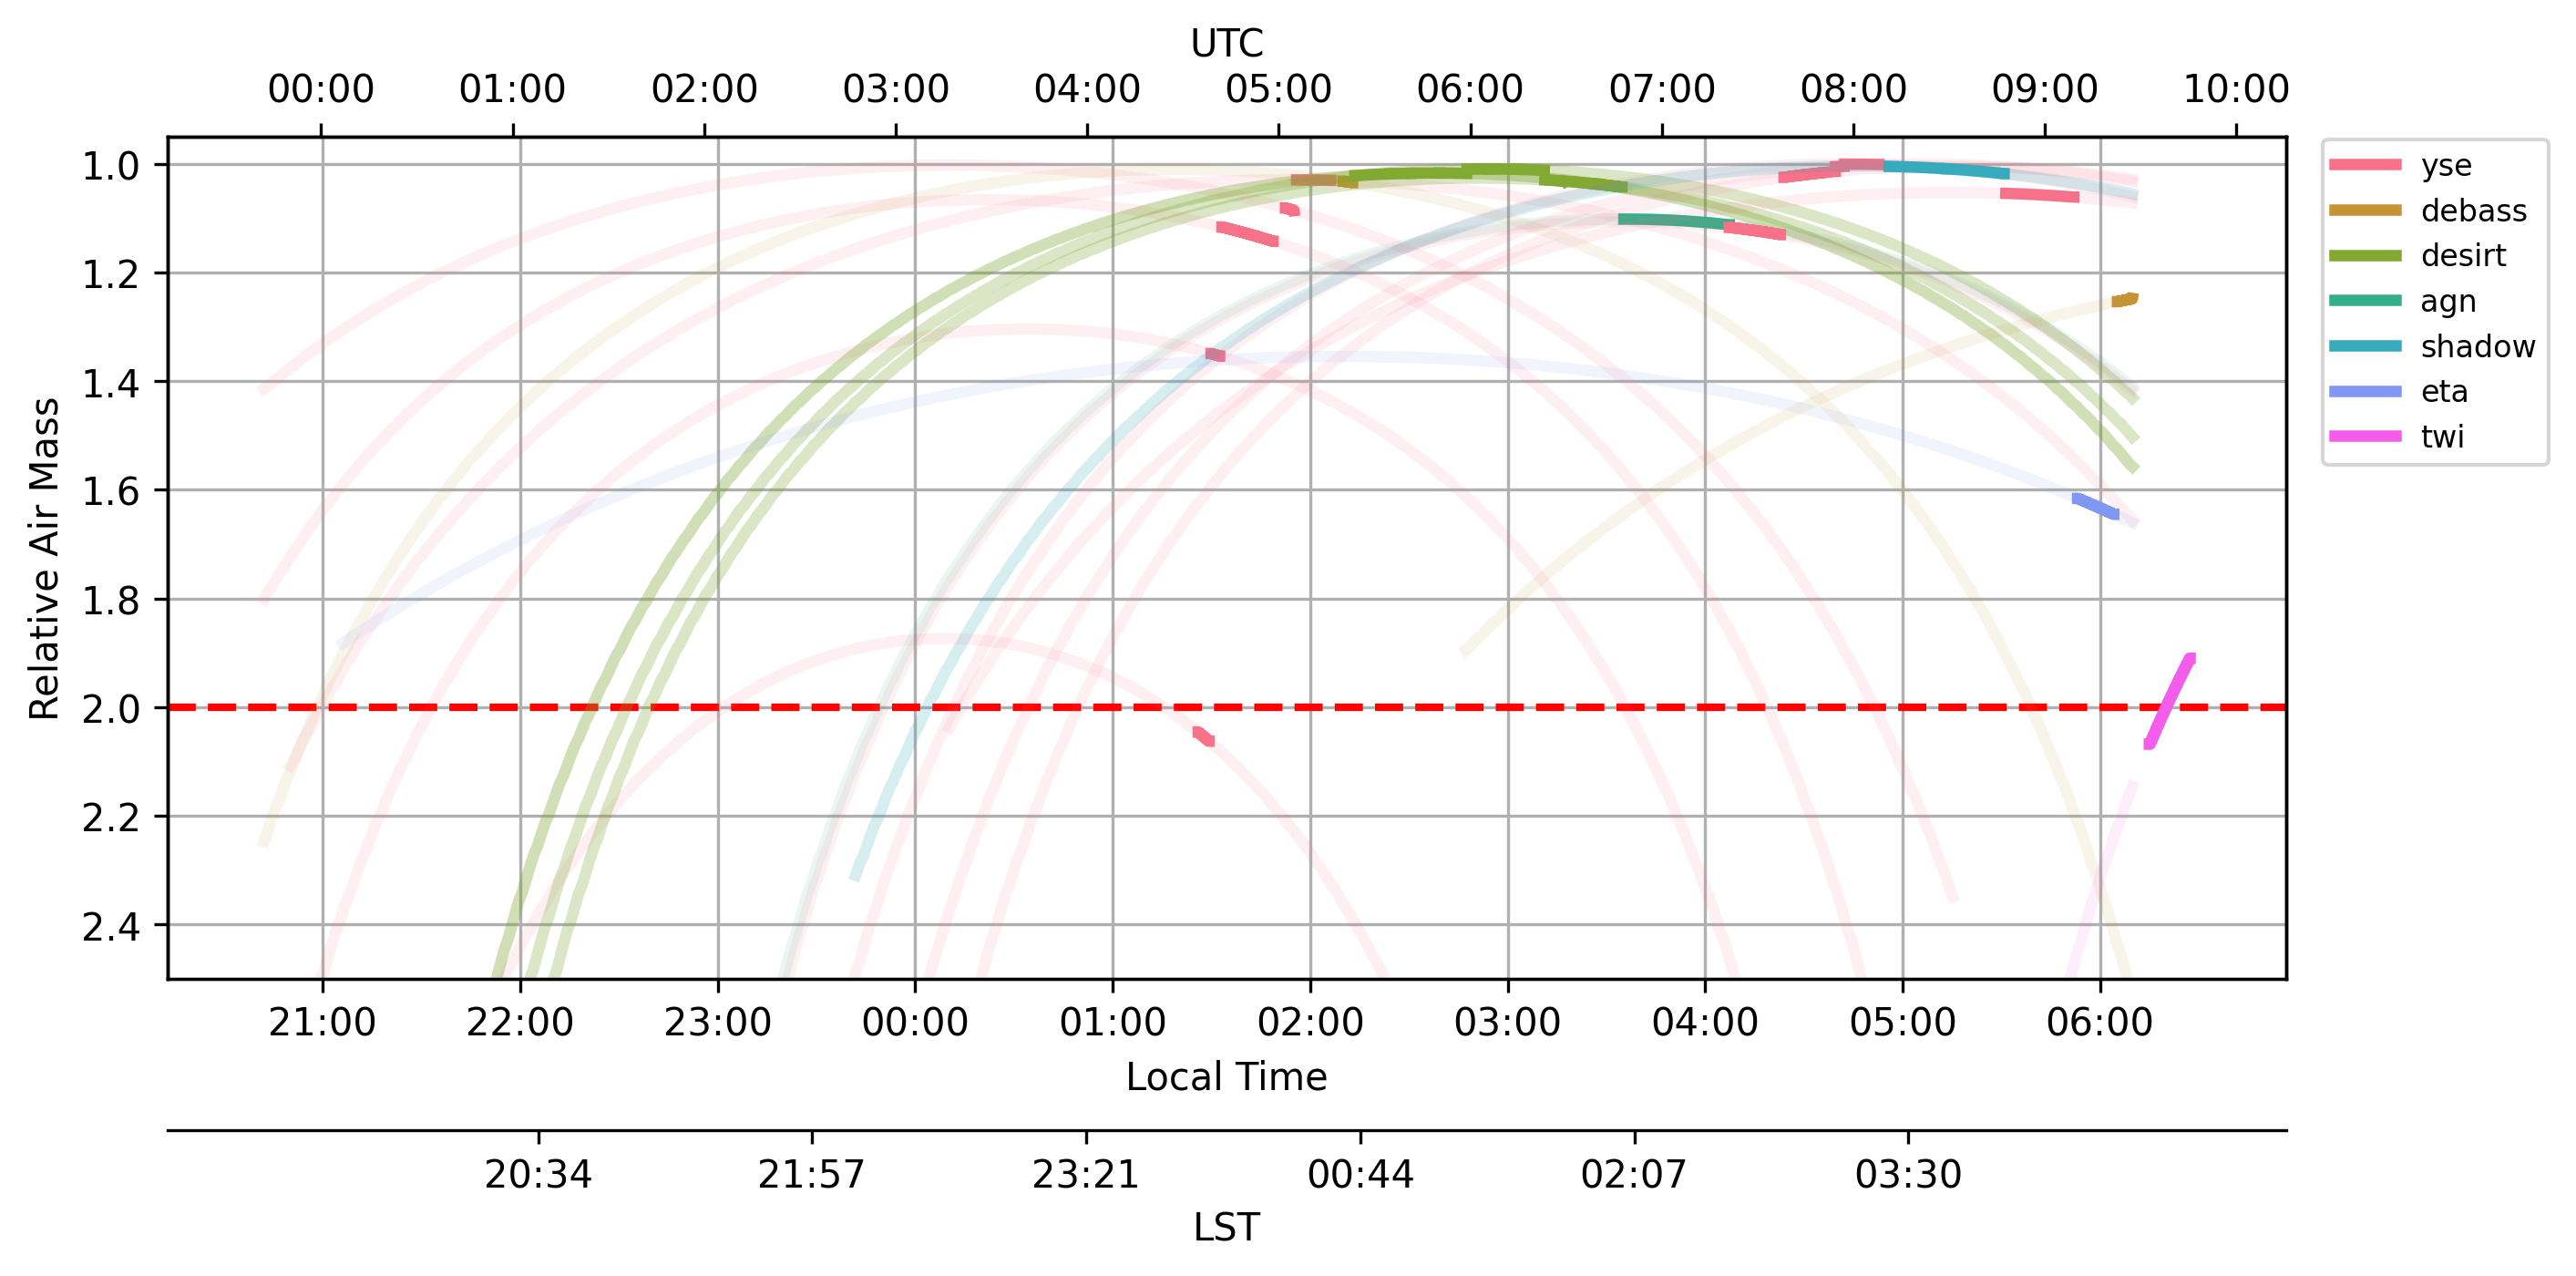 UTC
00:00 01:00 02:00 03:00 04:00 05:00 06:00 07:00 08:00 09:00 10:00
Relative Air Mass
1.0
1.2
1.4
1.6
1.8
2.0
2.2
2.4
yse
debass
desirt
agn
shadow
eta
twi
21:00 22:00 23:00 00:00 01:00 02:00 03:00 04:00 05:00 06:00
Local Time
20:34 21:57 23:21 00:44 02:07 03:30
LST